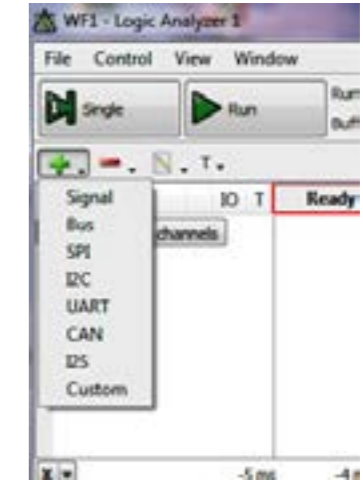 WF1 - Logic Analyzer 1
File Control View Window
Single Run
T
Signal
IO T Ready
Bus
channels
SPI
I2C
UART
CAN
I2S
Custom
X -5 ms